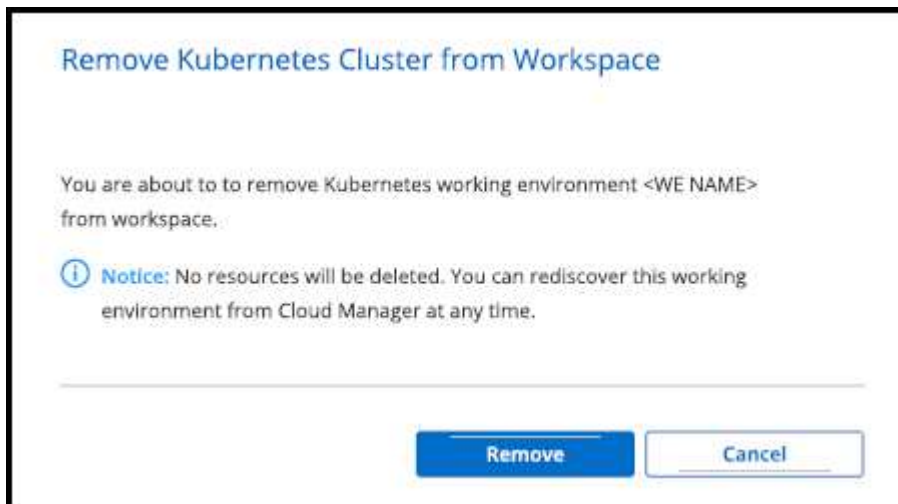 Remove Kubernetes Cluster from Workspace
You are about to to remove Kubernetes working environment <WE NAME>
from workspace.
Notice: No resources will be deleted. You can rediscover this working
environment from Cloud Manager at any time.
Remove Cancel